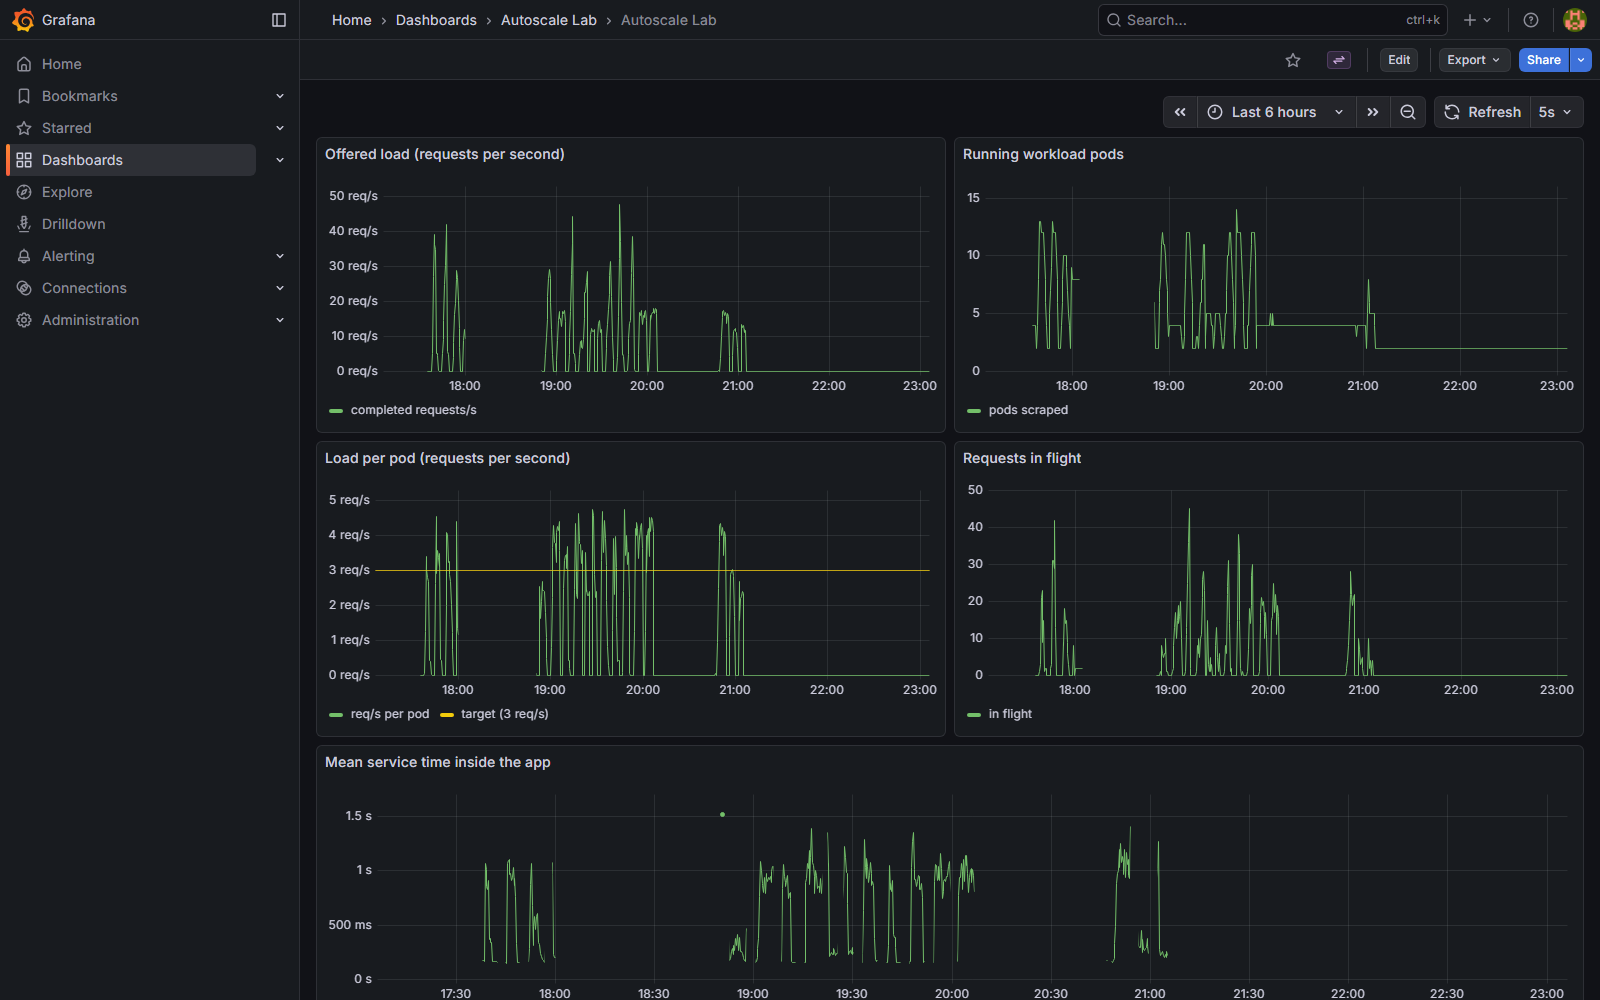 Grafana
Home › Dashboards › Autoscale Lab › Autoscale Lab
Search... ctrl+k
Home
Bookmarks
Starred
Dashboards
Explore
Drilldown
Alerting
Connections
Administration
Edit
Export
Share
Last 6 hours
Refresh
5s
Offered load (requests per second)
50 req/s
40 req/s
30 req/s
20 req/s
10 req/s
0 req/s
18:00 19:00 20:00 21:00 22:00 23:00
completed requests/s
Running workload pods
15
10
5
0
18:00 19:00 20:00 21:00 22:00 23:00
pods scraped
Load per pod (requests per second)
5 req/s
4 req/s
3 req/s
2 req/s
1 req/s
0 req/s
18:00 19:00 20:00 21:00 22:00 23:00
req/s per pod target (3 req/s)
Requests in flight
50
40
30
20
10
0
18:00 19:00 20:00 21:00 22:00 23:00
in flight
Mean service time inside the app
1.5 s
1 s
500 ms
0 s
17:30 18:00 18:30 19:00 19:30 20:00 20:30 21:00 21:30 22:00 22:30 23:00